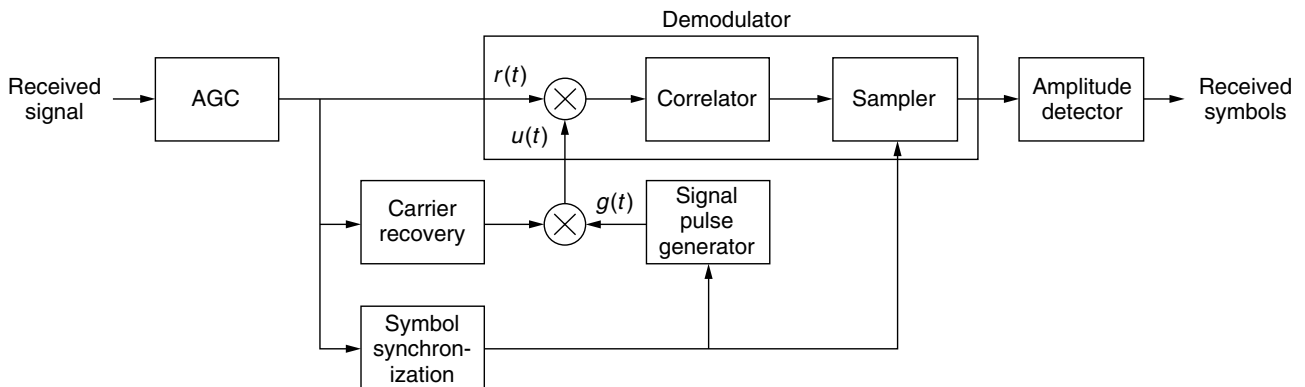 Demodulator
Received
signal
AGC
r(t)
Correlator
Sampler
Amplitude
detector
Received
symbols
u(t)
Carrier
recovery
g(t)
Signal
pulse
generator
Symbol
synchron-
ization